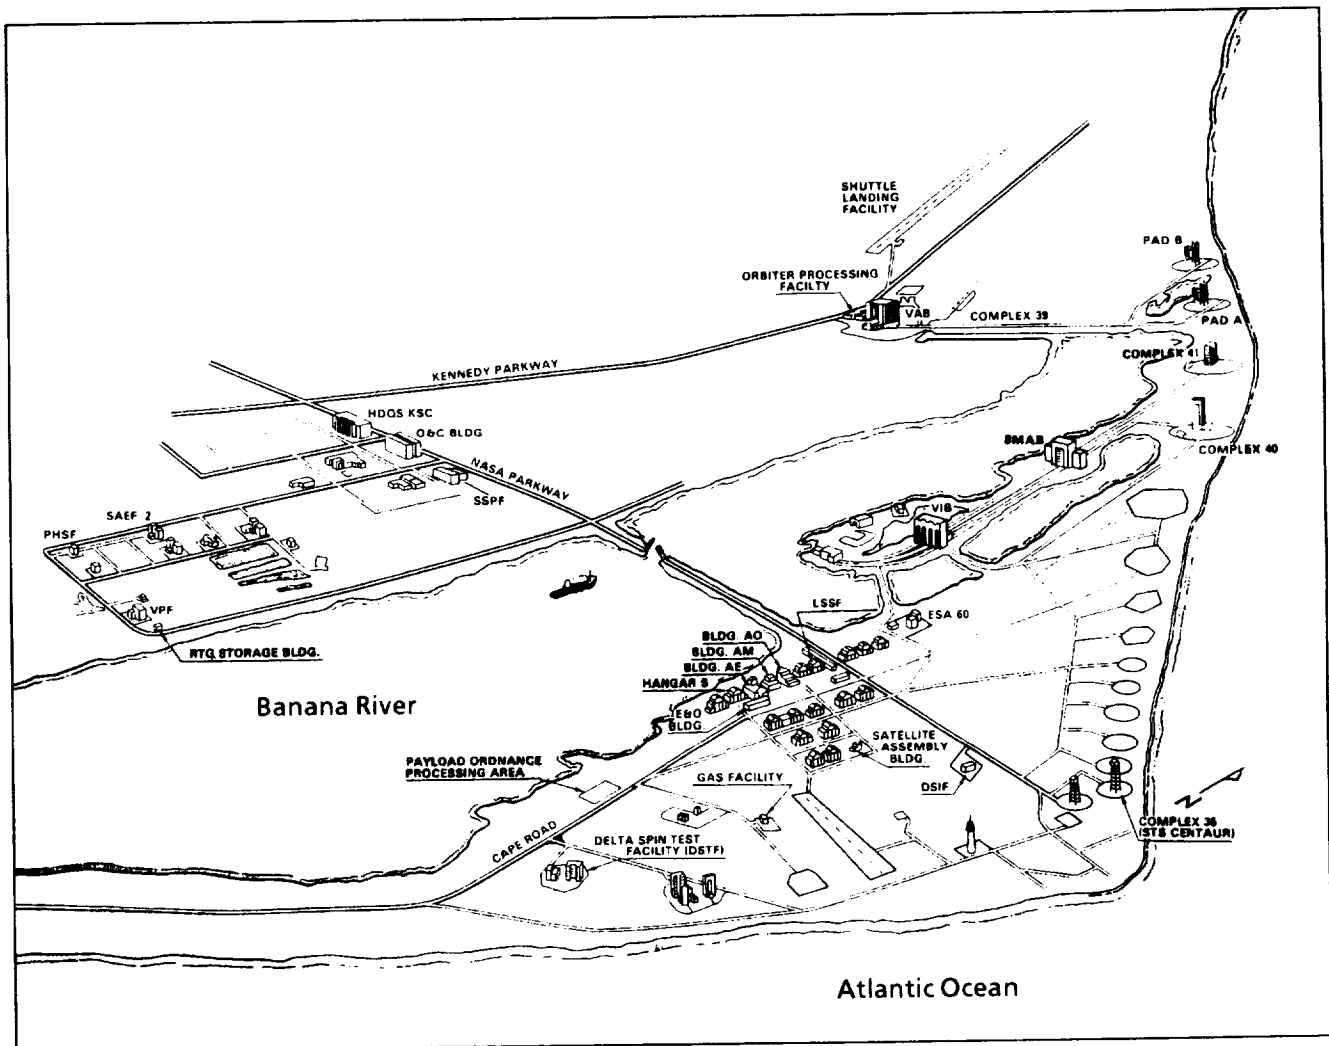 SHUTTLE
LANDING
FACILITY
PAD B
ORBITER PROCESSING
FACILTY
VAB
COMPLEX 39
PAD A
COMPLEX 41
KENNEDY PARKWAY
HDQS KSC
O&C BLDG
NASA PARKWAY
SSPF
SMAB
COMPLEX 40
SAEF 2
PHSF
VIB
VPF
RTG STORAGE BLDG.
LSSF
ESA 60
BLDG. AO
BLDG. AM
BLDG. AE
HANGAR S
E&O
BLDG
Banana River
SATELLITE
ASSEMBLY
BLDG.
PAYLOAD ORDNANCE
PROCESSING AREA
GAS FACILITY
DSIF
CAPE ROAD
DELTA SPIN TEST
FACILITY (DSTF)
COMPLEX 36
(STS CENTAUR)
N
Atlantic Ocean